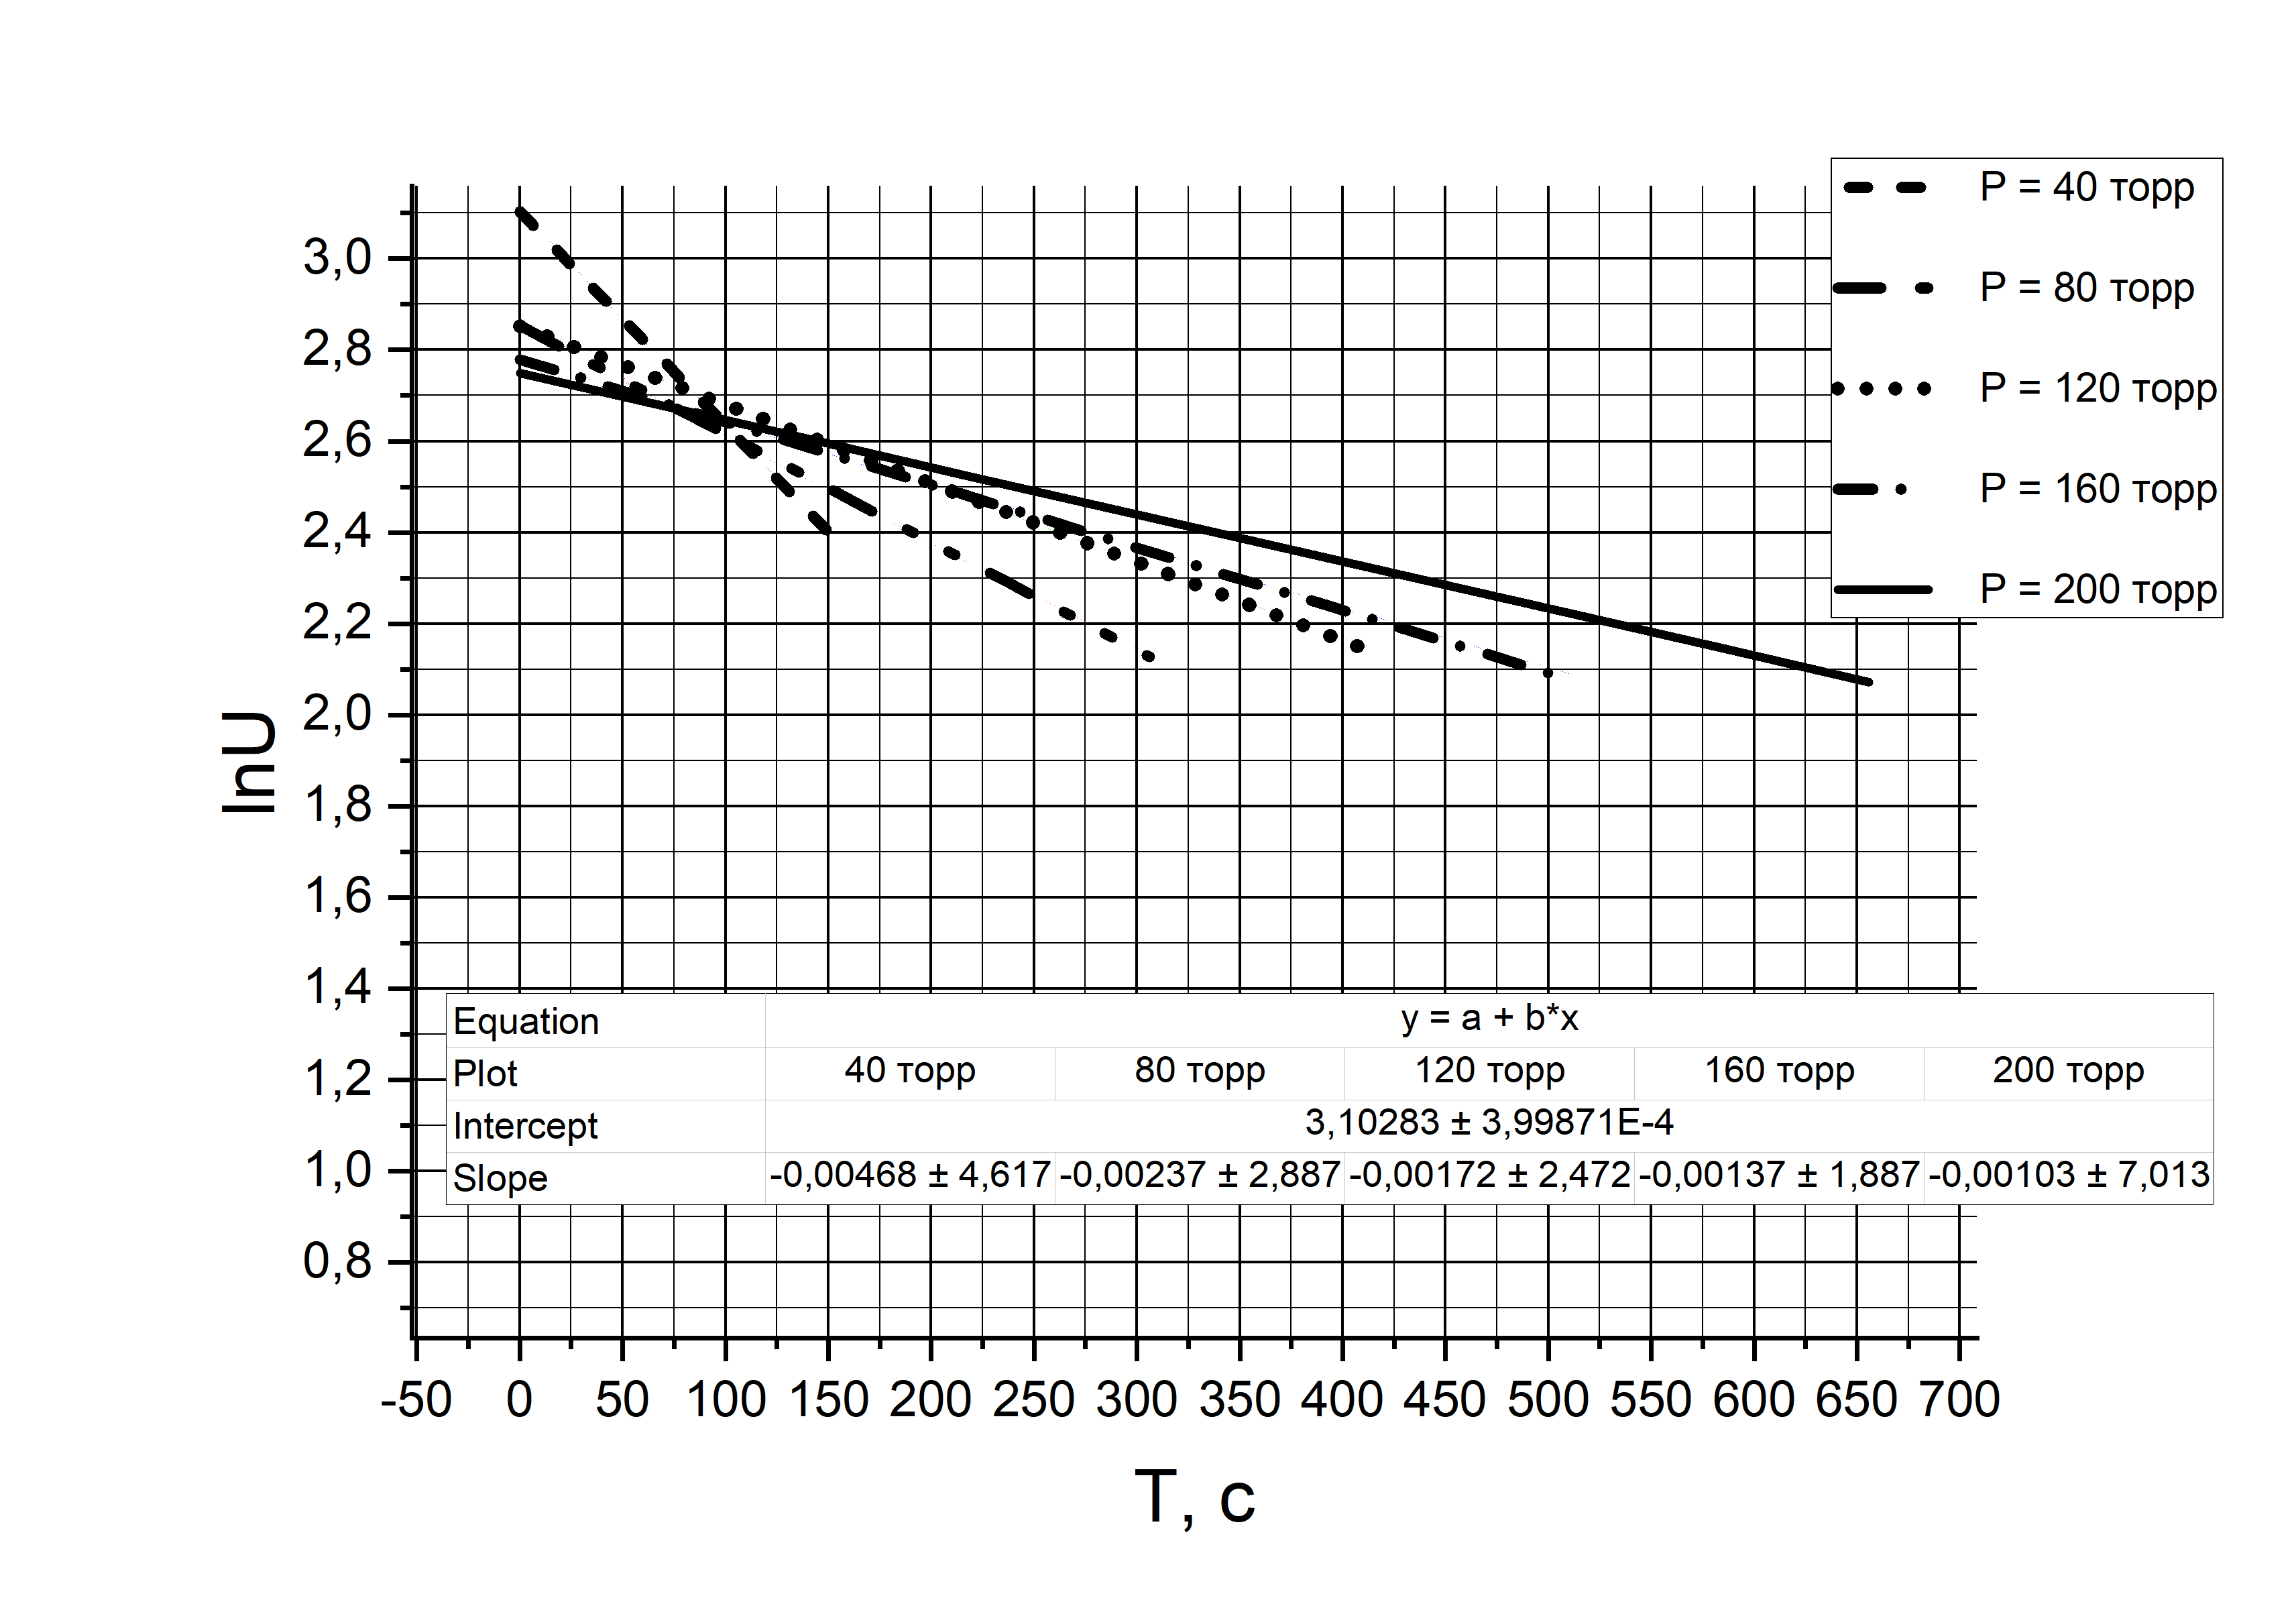 P = 40 торр
P = 80 торр
P = 120 торр
P = 160 торр
P = 200 торр
3,0
2,8
2,6
2,4
2,2
2,0
1,8
1,6
1,4
1,2
1,0
0,8
lnU
Equation y = a + b*x
Plot 40 торр 80 торр 120 торр 160 торр 200 торр
Intercept 3,10283 ± 3,99871E-4
Slope -0,00468 ± 4,617 -0,00237 ± 2,887 -0,00172 ± 2,472 -0,00137 ± 1,887 -0,00103 ± 7,013
-50 0 50 100 150 200 250 300 350 400 450 500 550 600 650 700
T, c